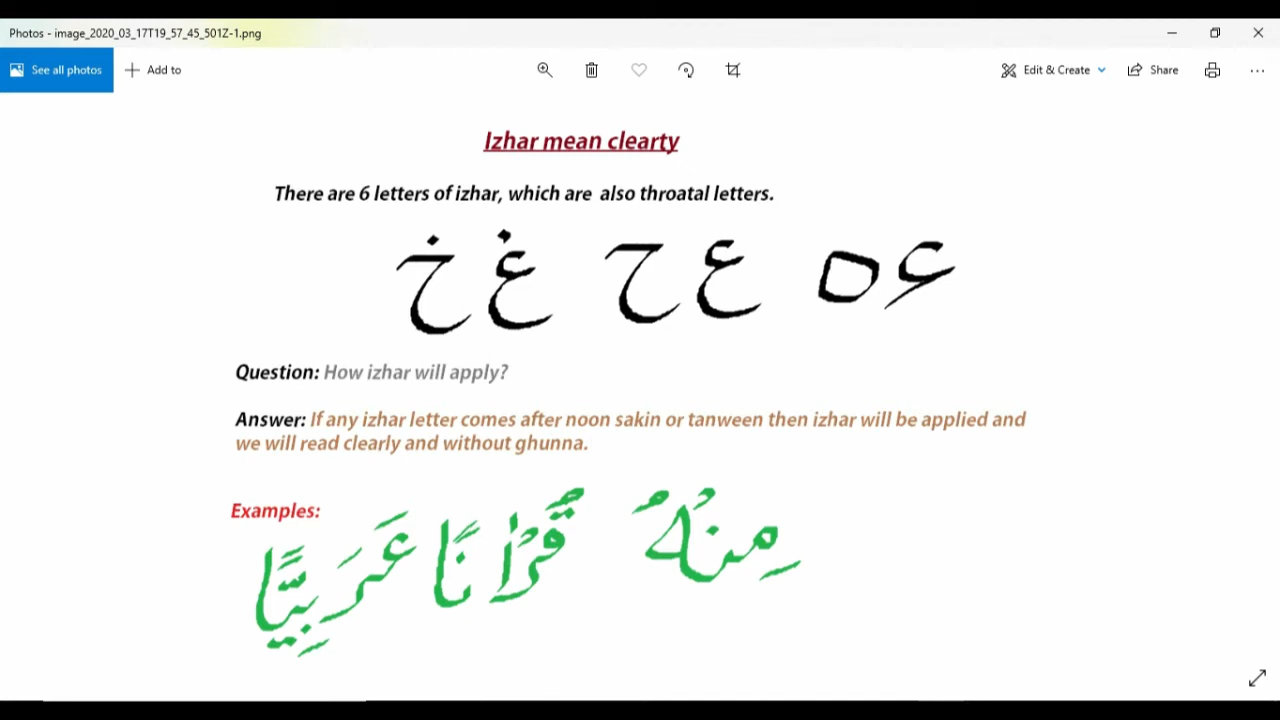 Photos - image_2020_03_17T19_57_45_501Z-1.png
See all photos
Add to
Edit & Create
Share
Izhar mean clearty
There are 6 letters of izhar, which are also throatal letters.
ء ه ع ح غ خ
Question: How izhar will apply?
Answer: If any izhar letter comes after noon sakin or tanween then izhar will be applied and
we will read clearly and without ghunna.
Examples:
مِنْهُ قُرْاٰنًا عَرَبِيًّا